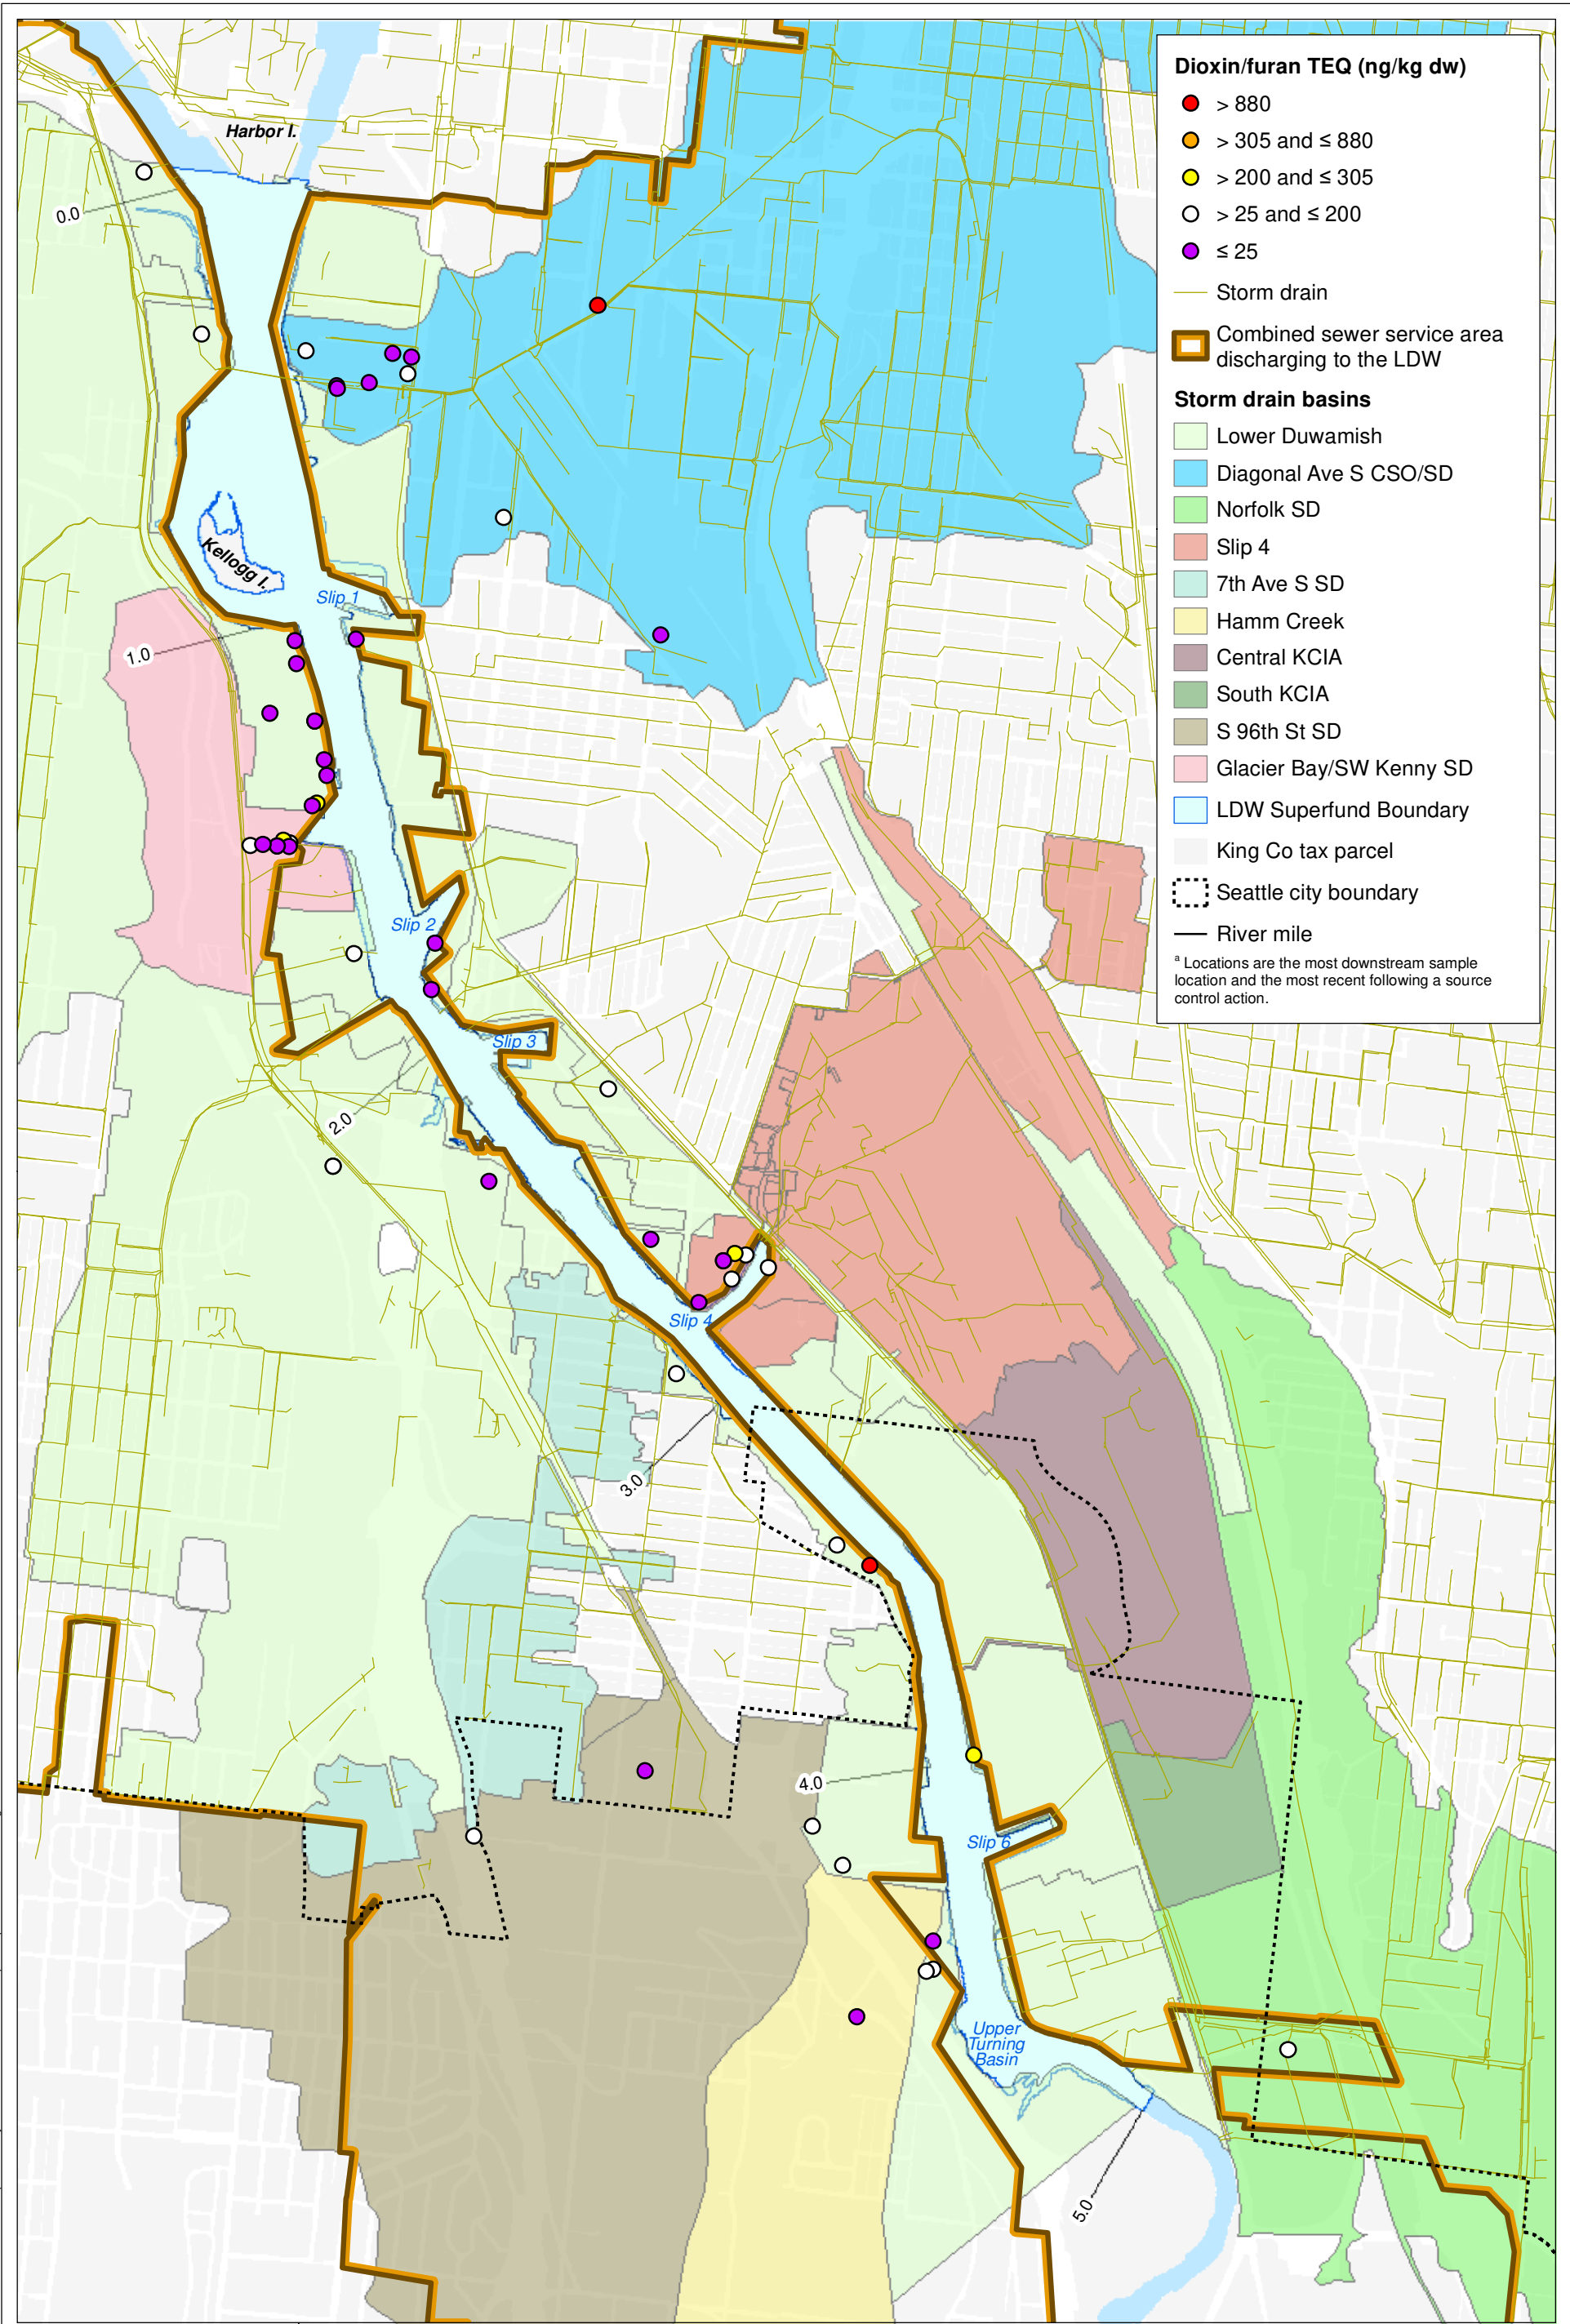 Dioxin/furan TEQ (ng/kg dw)
> 880
> 305 and ≤ 880
> 200 and ≤ 305
> 25 and ≤ 200
≤ 25
Storm drain
Combined sewer service area
discharging to the LDW
Storm drain basins
Lower Duwamish
Diagonal Ave S CSO/SD
Norfolk SD
Slip 4
7th Ave S SD
Hamm Creek
Central KCIA
South KCIA
S 96th St SD
Glacier Bay/SW Kenny SD
LDW Superfund Boundary
King Co tax parcel
Seattle city boundary
River mile
a Locations are the most downstream sample
location and the most recent following a source
control action.
Harbor I.
0.0
Kellogg I.
Slip 1
1.0
Slip 2
Slip 3
2.0
Slip 4
3.0
4.0
Slip 6
Upper
Turning
Basin
5.0